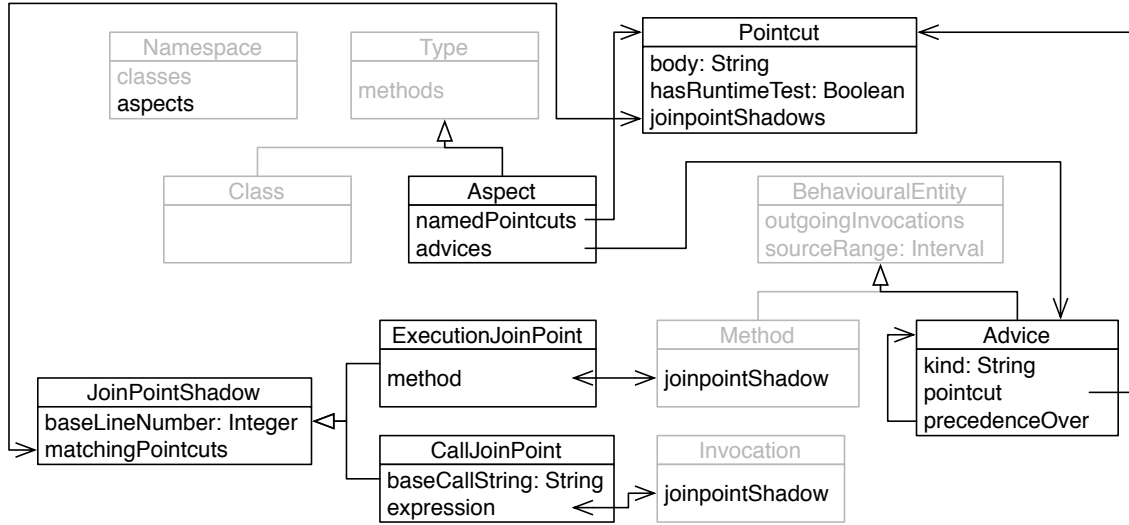 Namespace
classes
aspects
Type
methods
Pointcut
body: String
hasRuntimeTest: Boolean
joinpointShadows
Class
Aspect
namedPointcuts
advices
BehaviouralEntity
outgoingInvocations
sourceRange: Interval
ExecutionJoinPoint
method
Method
joinpointShadow
Advice
kind: String
pointcut
precedenceOver
JoinPointShadow
baseLineNumber: Integer
matchingPointcuts
CallJoinPoint
baseCallString: String
expression
Invocation
joinpointShadow